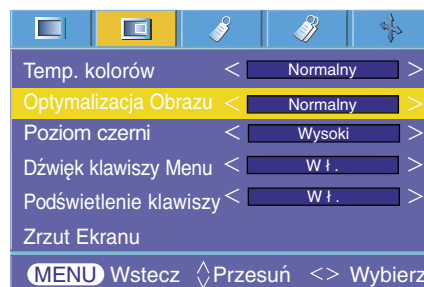 Temp. kolorów < Normalny >
Optymalizacja Obrazu < Normalny >
Poziom czerni < Wysoki >
Dźwięk klawiszy Menu < Wł. >
Podświetlenie klawiszy < Wł. >
Zrzut Ekranu
MENU Wstecz Przesuń <> Wybierz